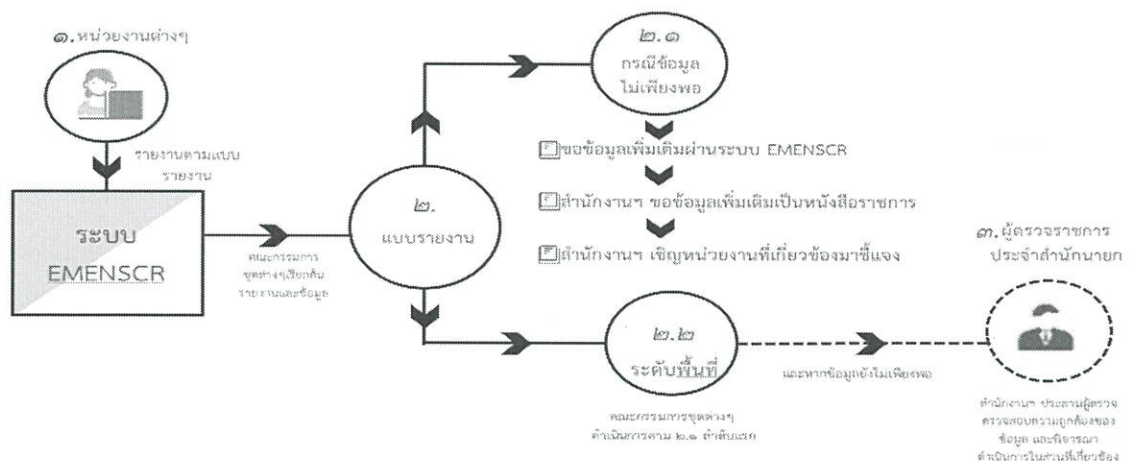 ๑. หน่วยงานต่างๆ
รายงานตามแบบ
รายงาน
ระบบ
EMENSCR
คณะกรรมการ
ชุดต่างๆเรียกค้น
รายงานและข้อมูล
๒.
แบบรายงาน
๒.๑
กรณีข้อมูล
ไม่เพียงพอ
ขอข้อมูลเพิ่มเติมผ่านระบบ EMENSCR
สำนักงานฯ ขอข้อมูลเพิ่มเติมเป็นหนังสือราชการ
สำนักงานฯ เชิญหน่วยงานที่เกี่ยวข้องมาชี้แจง
๒.๒
ระดับพื้นที่
คณะกรรมการชุดต่างๆ
ดำเนินการตาม ๒.๑ ลำดับแรก
และหากข้อมูลยังไม่เพียงพอ
๓. ผู้ตรวจราชการ
ประจำสำนักนายก
สำนักงานฯ ประสานผู้ตรวจ
ตรวจสอบความถูกต้องของ
ข้อมูล และพิจารณา
ดำเนินการในส่วนที่เกี่ยวข้อง